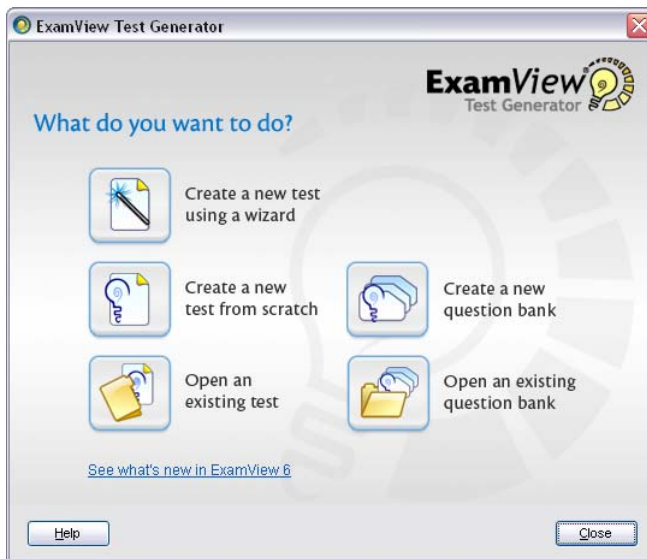 ExamView Test Generator
ExamView
Test Generator
What do you want to do?
Create a new test
using a wizard
Create a new
test from scratch
Create a new
question bank
Open an
existing test
Open an existing
question bank
See what's new in ExamView 6
Help
Close